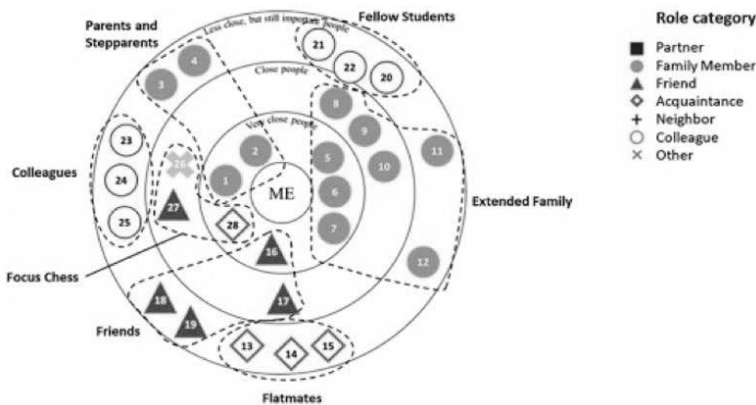 Parents and
Stepparents
Less close, but still important people
Fellow Students
Close people
Very close people
ME
Colleagues
Extended Family
Focus Chess
Friends
Flatmates
1
2
3
4
5
6
7
8
9
10
11
12
13
14
15
16
17
18
19
20
21
22
23
24
25
26
27
28
Role category
Partner
Family Member
Friend
Acquaintance
Neighbor
Colleague
Other